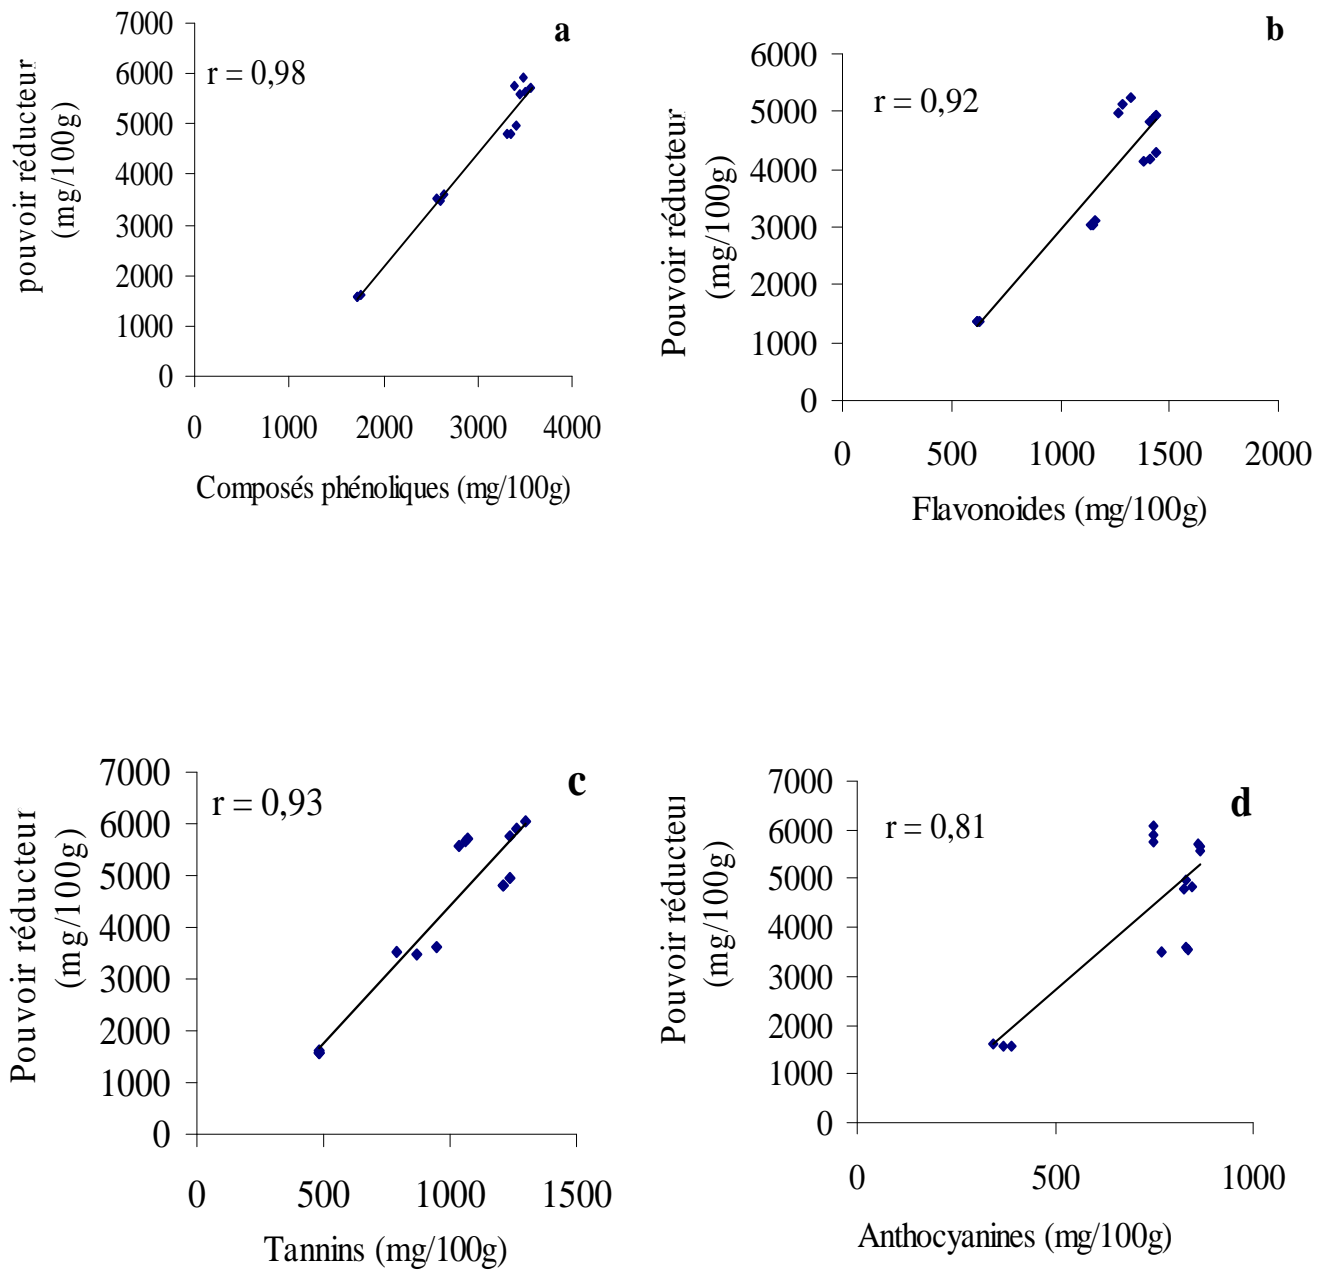 a
r = 0,98
pouvoir réducteur
(mg/100g)
7000
6000
5000
4000
3000
2000
1000
0
0 1000 2000 3000 4000
Composés phénoliques (mg/100g)
b
r = 0,92
Pouvoir réducteur
(mg/100g)
6000
5000
4000
3000
2000
1000
0
0 500 1000 1500 2000
Flavonoides (mg/100g)
c
r = 0,93
Pouvoir réducteur
(mg/100g)
7000
6000
5000
4000
3000
2000
1000
0
0 500 1000 1500
Tannins (mg/100g)
d
r = 0,81
Pouvoir réducteur
(mg/100g)
7000
6000
5000
4000
3000
2000
1000
0
0 500 1000
Anthocyanines (mg/100g)